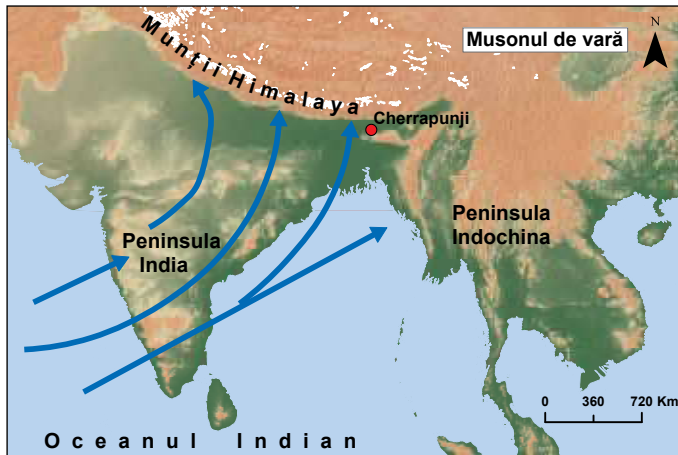 Musonul de vară
N
Munții Himalaya
Cherrapunji
Peninsula
India
Peninsula
Indochina
0 360 720 Km
Oceanul Indian